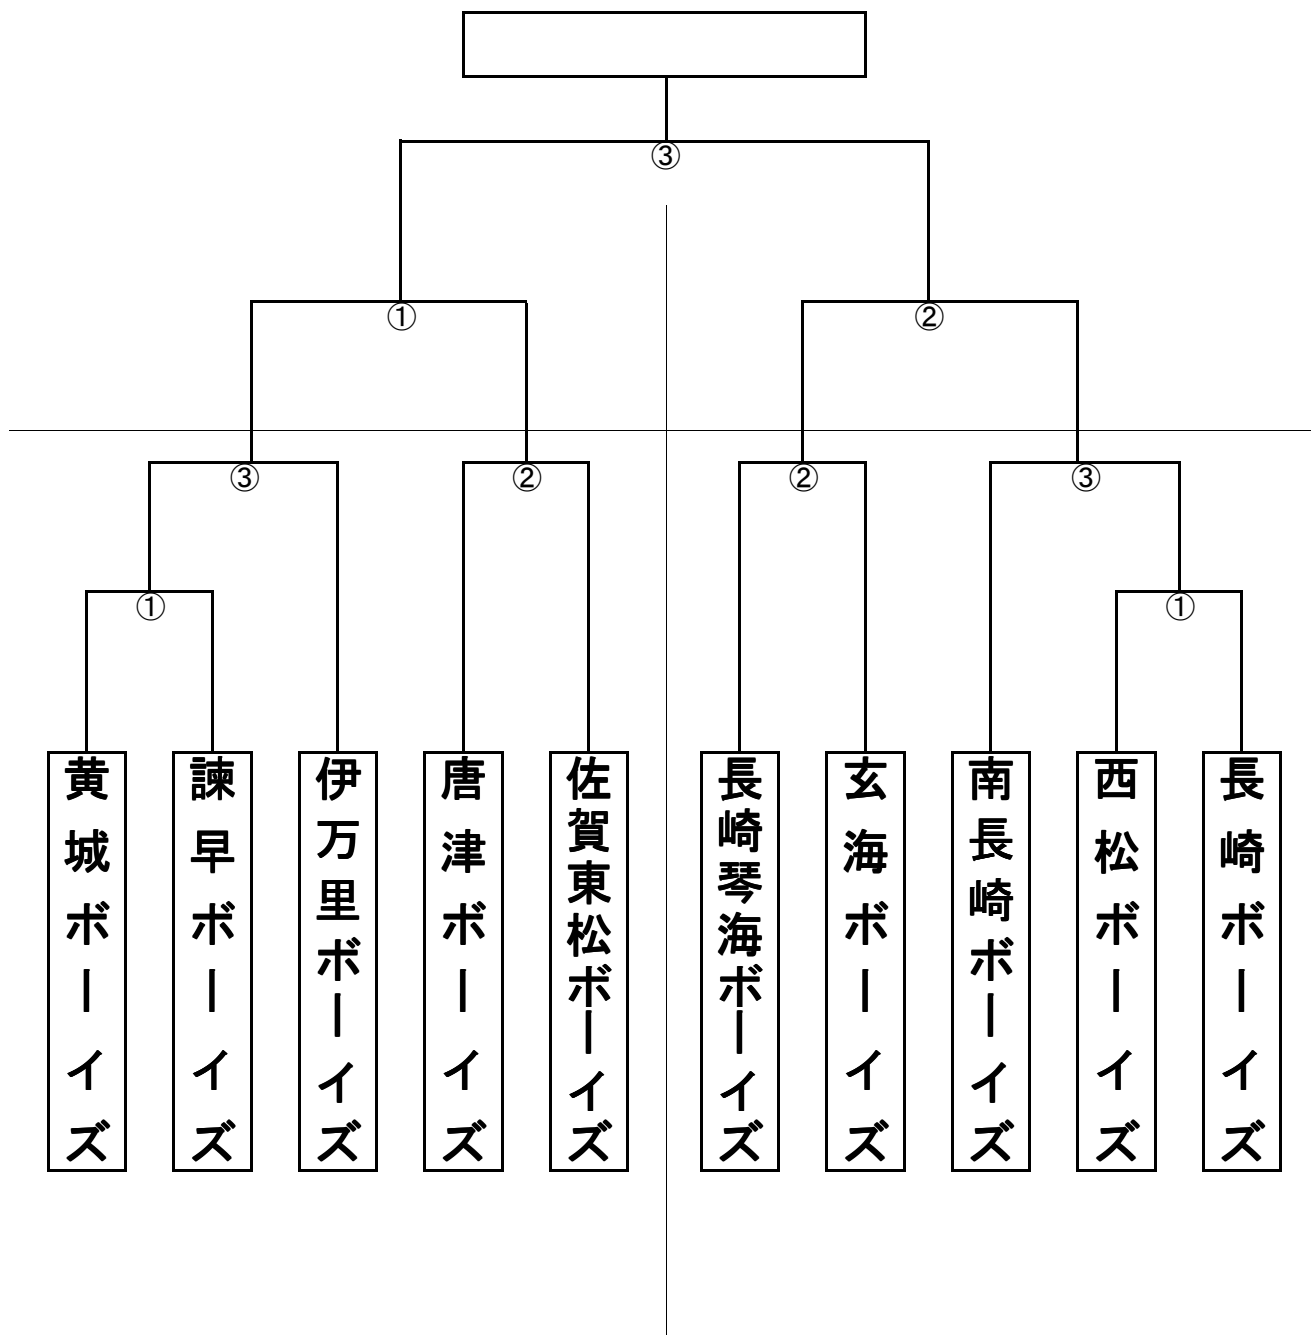 ③
①
②
③
②
②
③
①
①
黄城ボーイズ
諫早ボーイズ
伊万里ボーイズ
唐津ボーイズ
佐賀東松ボーイズ
長崎琴海ボーイズ
玄海ボーイズ
南長崎ボーイズ
西松ボーイズ
長崎ボーイズ